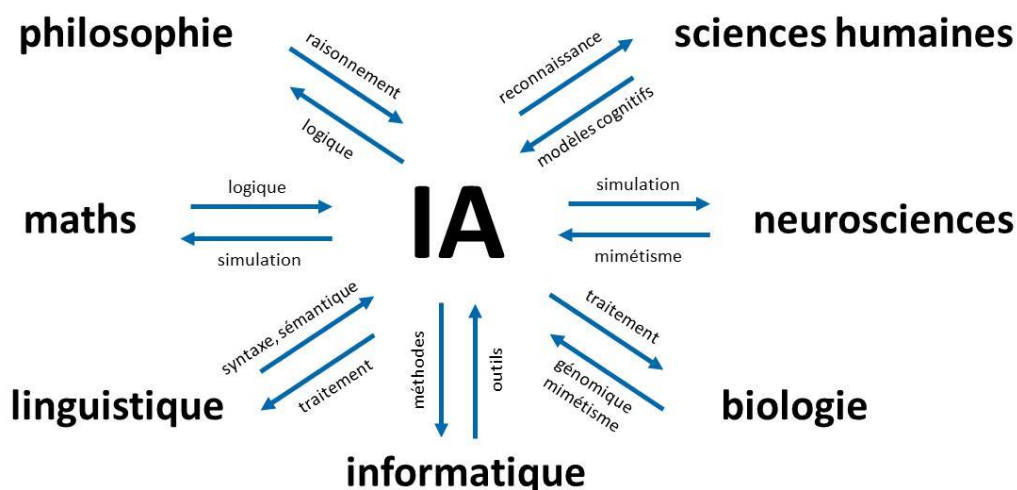 philosophie
raisonnement
logique
reconnaissance
modèles cognitifs
sciences humaines
maths
logique
simulation
IA
simulation
mimétisme
neurosciences
linguistique
syntaxe, sémantique
traitement
méthodes
outils
informatique
traitement
génomique
mimétisme
biologie